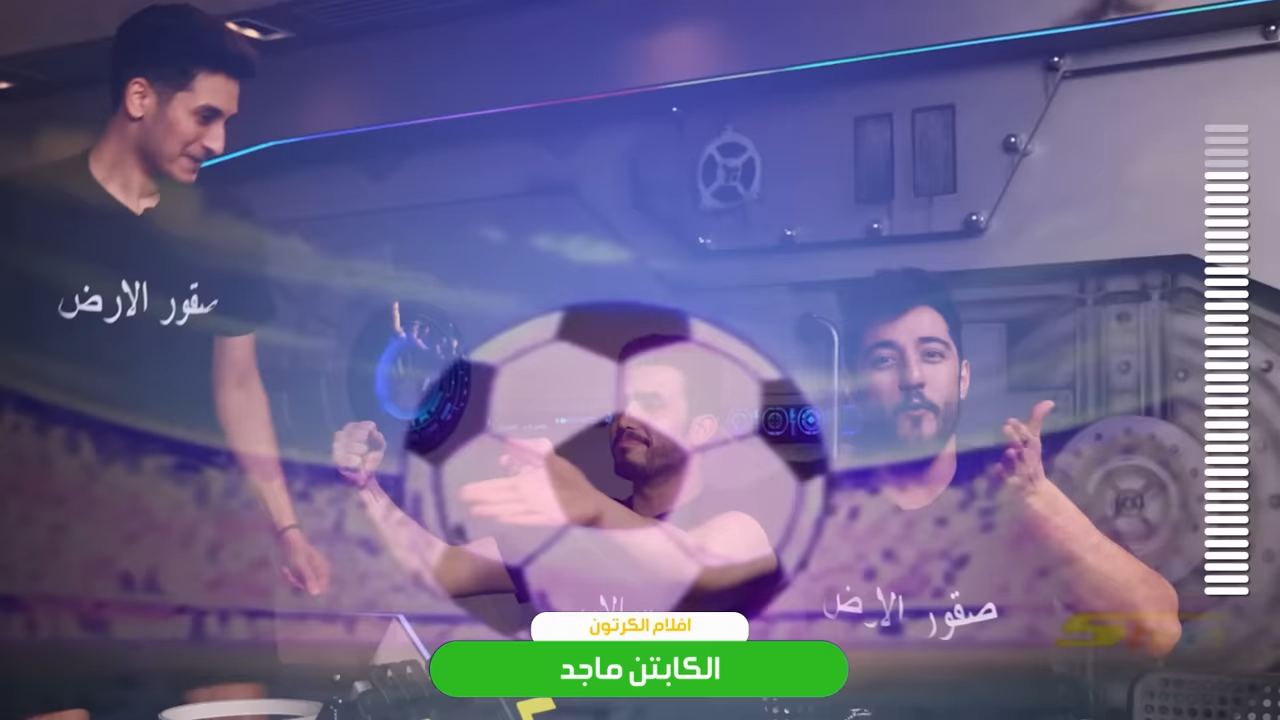 صقور الارض
صقور الارض
افلام الكرتون
الكابتن ماجد